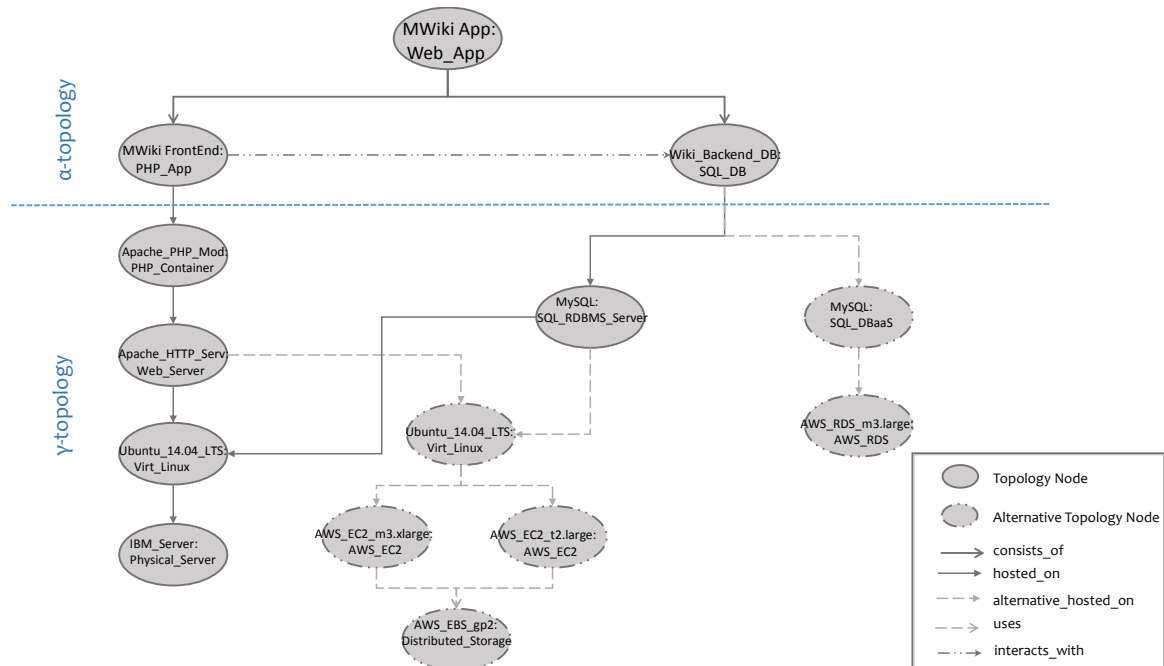 MWiki App:
Web_App
α-topology
MWiki FrontEnd:
PHP_App
Wiki_Backend_DB:
SQL_DB
Apache_PHP_Mod:
PHP_Container
MySQL:
SQL_RDBMS_Server
MySQL:
SQL_DBaaS
Apache_HTTP_Serv:
Web_Server
γ-topology
Ubuntu_14.04_LTS:
Virt_Linux
Ubuntu_14.04_LTS:
Virt_Linux
AWS_RDS_m3.large:
AWS_RDS
IBM_Server:
Physical_Server
AWS_EC2_m3.xlarge:
AWS_EC2
AWS_EC2_t2.large:
AWS_EC2
AWS_EBS_gp2:
Distributed_Storage
Topology Node
Alternative Topology Node
consists_of
hosted_on
alternative_hosted_on
uses
interacts_with